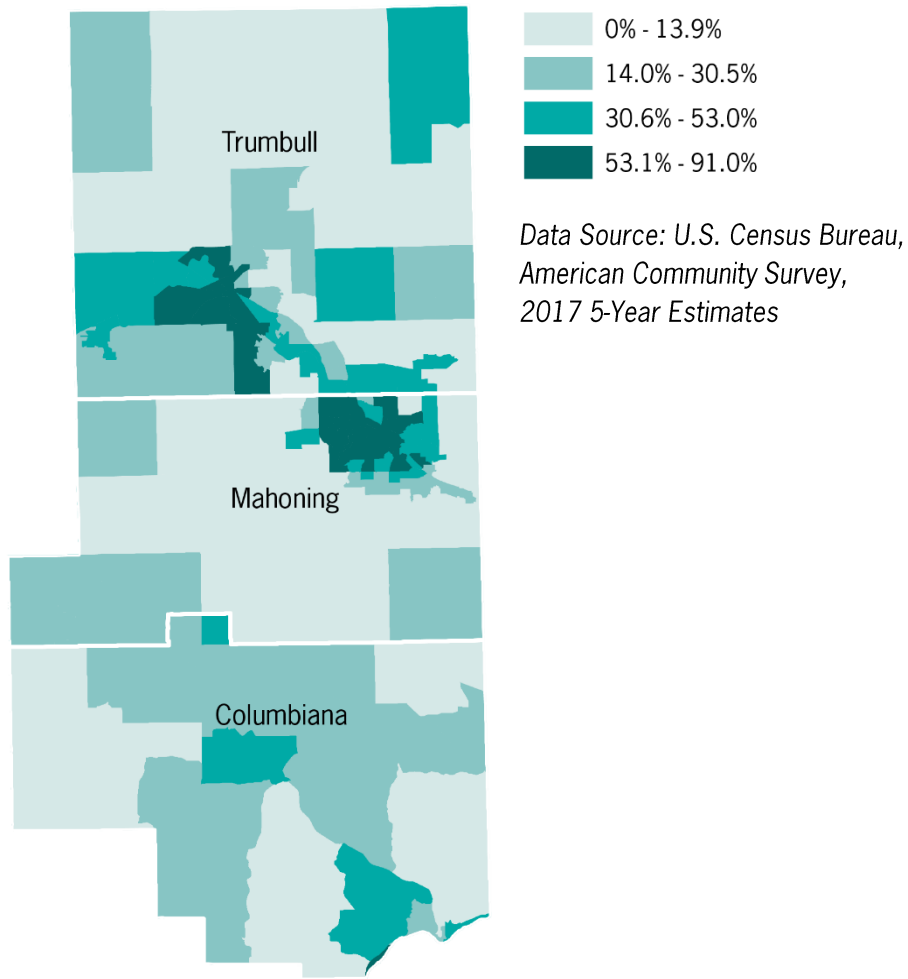 0% - 13.9%
14.0% - 30.5%
30.6% - 53.0%
53.1% - 91.0%
Trumbull
Data Source: U.S. Census Bureau,
American Community Survey,
2017 5-Year Estimates
Mahoning
Columbiana